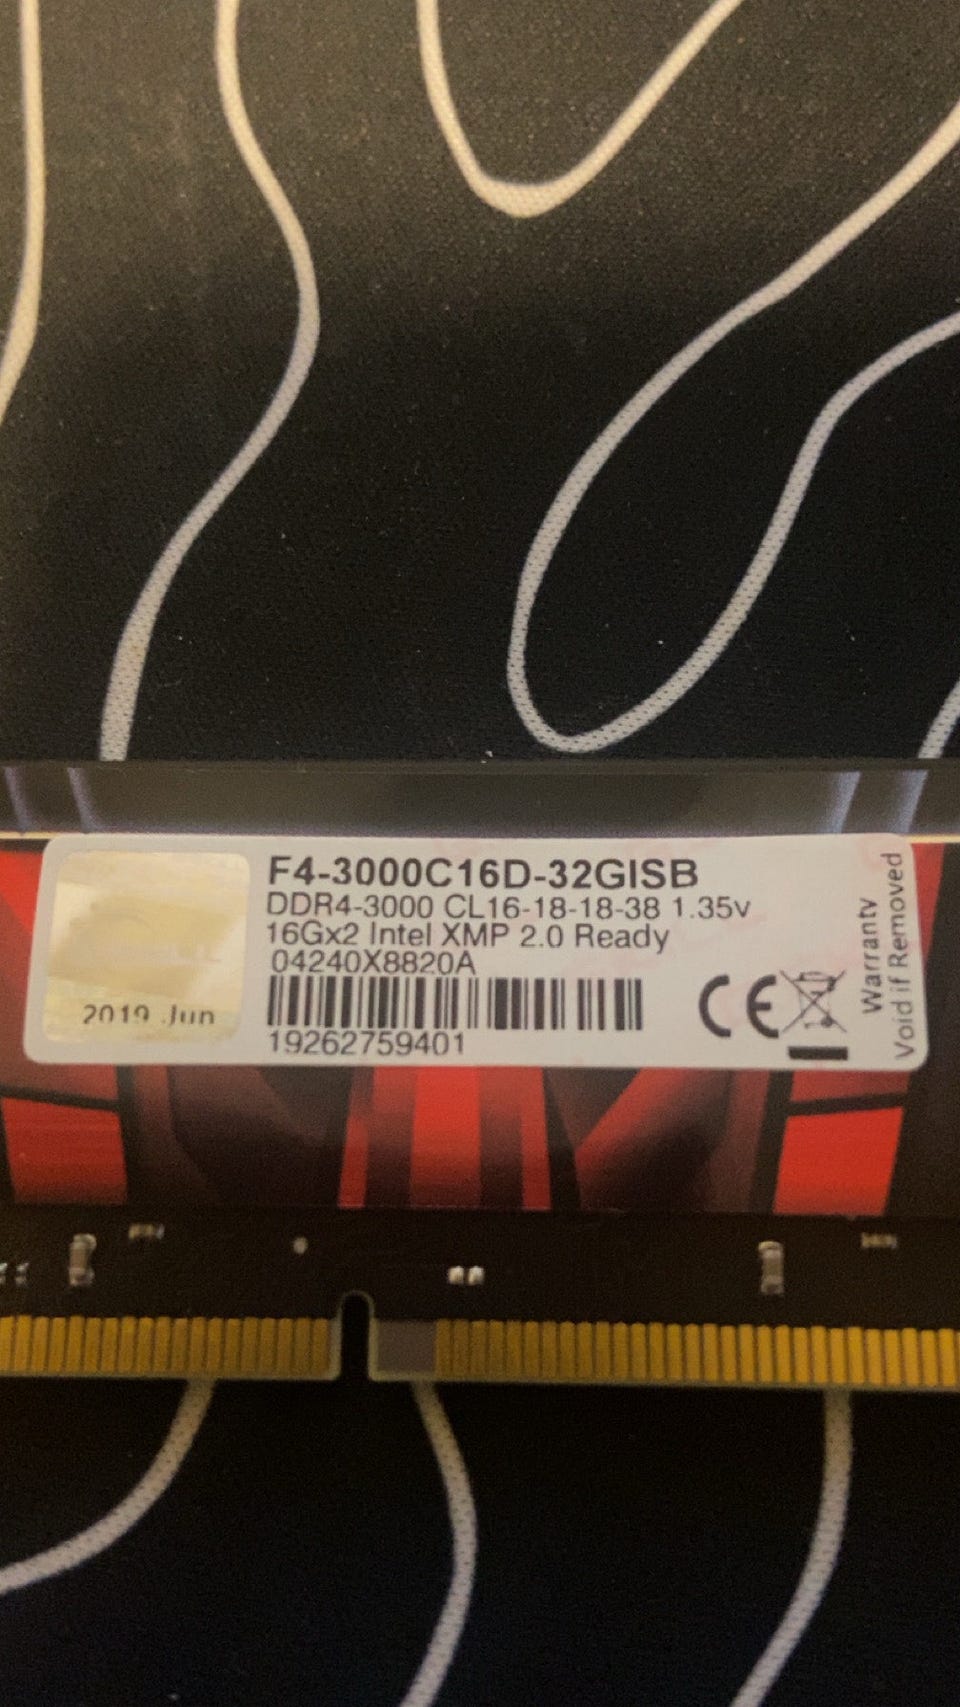 F4-3000C16D-32GISB
DDR4-3000 CL16-18-18-38 1.35v
16Gx2 Intel XMP 2.0 Ready
04240X8820A
19262759401
2019 Jun
CE
Warranty
Void if Removed